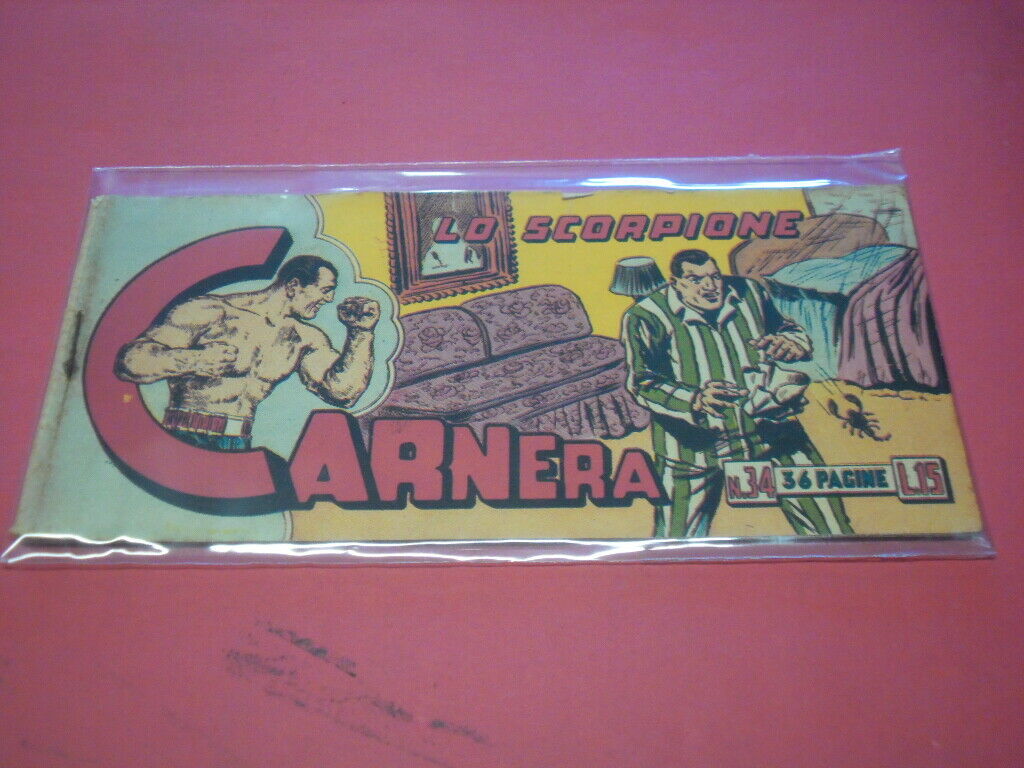 LO SCORPIONE
CARNERA
N.34 36 PAGINE L.15